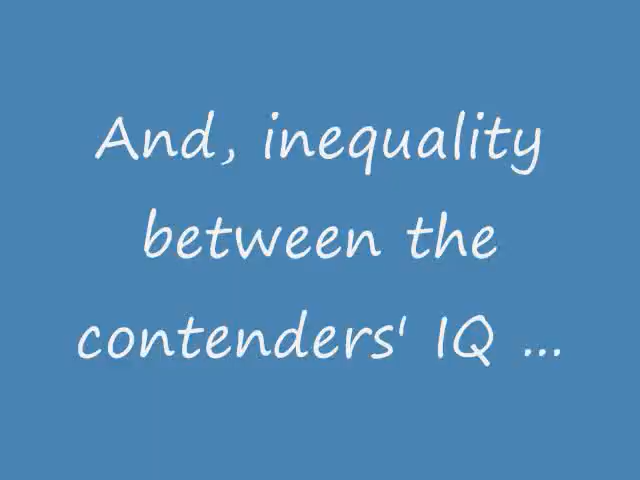 And, inequality
between the
contenders' IQ ...